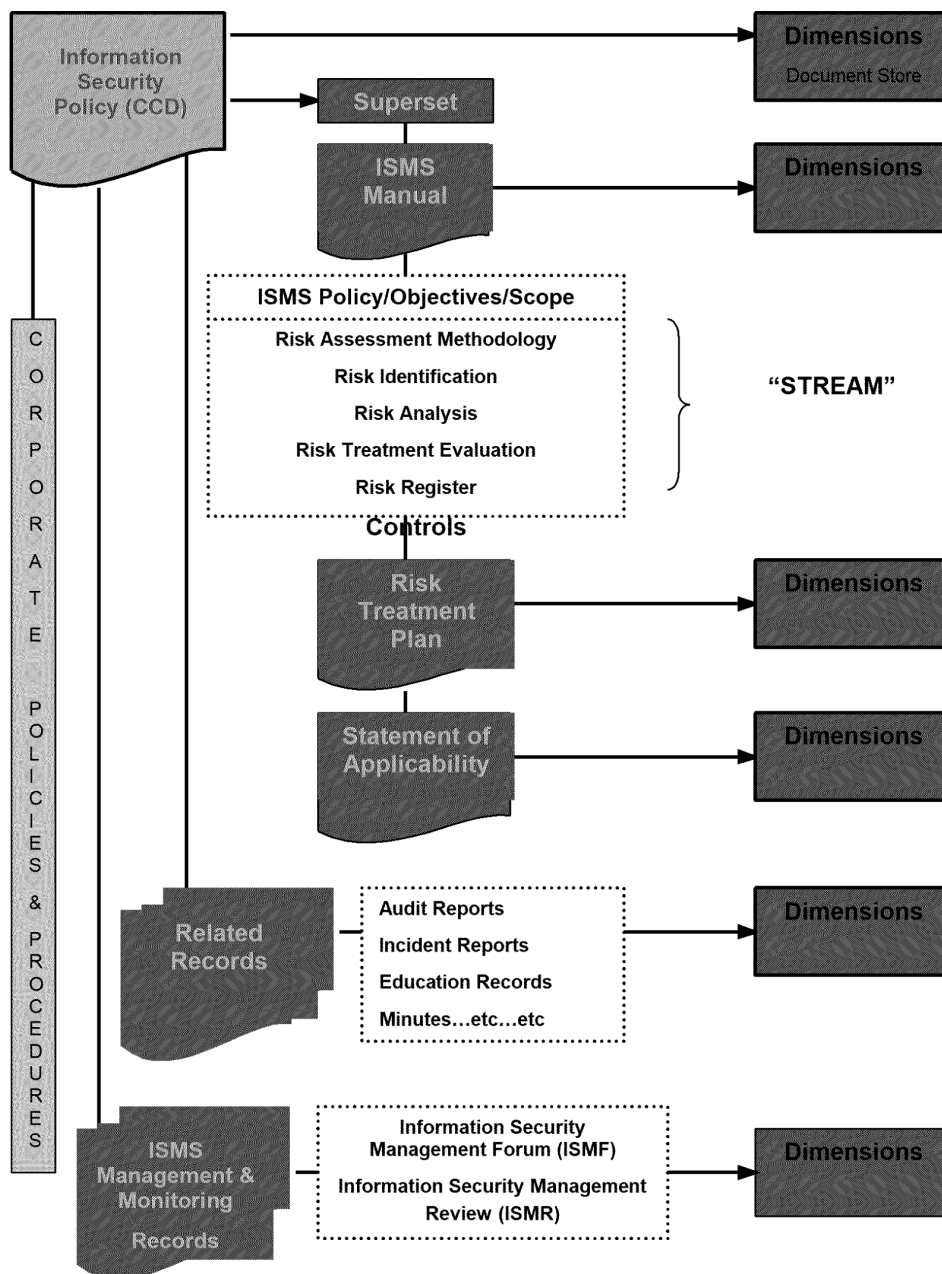 Information
Security
Policy (CCD)
Dimensions
Document Store
Superset
ISMS
Manual
Dimensions
ISMS Policy/Objectives/Scope
Risk Assessment Methodology
Risk Identification
Risk Analysis
Risk Treatment Evaluation
Risk Register
“STREAM”
Controls
Risk
Treatment
Plan
Dimensions
Statement of
Applicability
Dimensions
CORPORATE POLICIES & PROCEDURES
Related
Records
Audit Reports
Incident Reports
Education Records
Minutes…etc…etc
Dimensions
ISMS
Management &
Monitoring
Records
Information Security
Management Forum (ISMF)
Information Security Management
Review (ISMR)
Dimensions